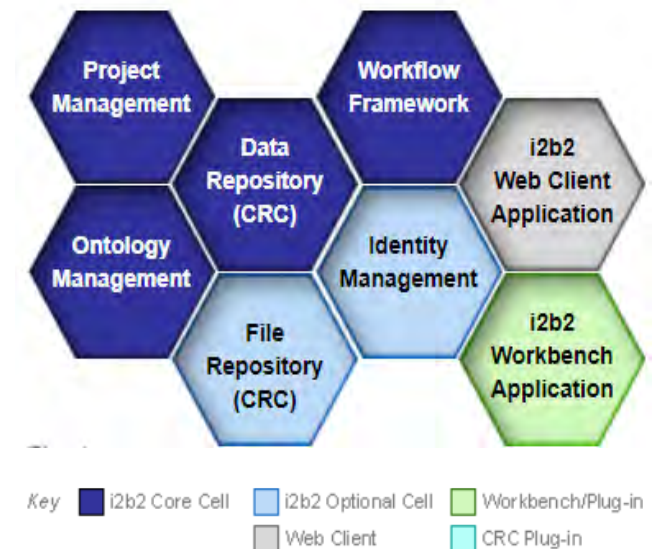 Project
Management
Workflow
Framework
Data
Repository
(CRC)
i2b2
Web Client
Application
Ontology
Management
Identity
Management
File
Repository
(CRC)
i2b2
Workbench
Application
Key
i2b2 Core Cell
i2b2 Optional Cell
Workbench/Plug-in
Web Client
CRC Plug-in